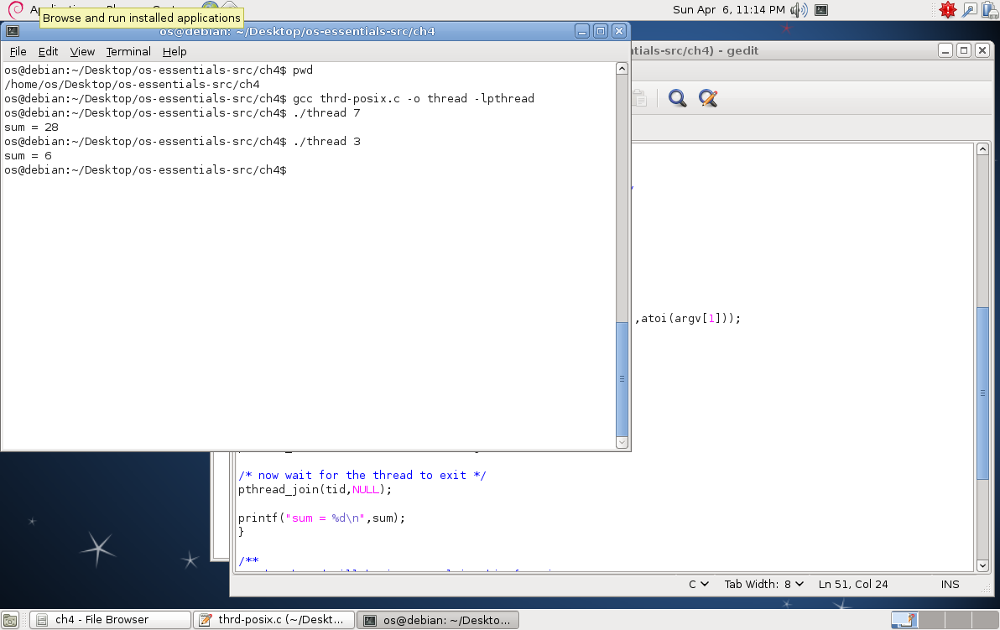 Sun Apr 6, 11:14 PM
Browse and run installed applications
os@debian: ~/Desktop/os-essentials-src/ch4
File Edit View Terminal Help
os@debian:~/Desktop/os-essentials-src/ch4$ pwd
/home/os/Desktop/os-essentials-src/ch4
os@debian:~/Desktop/os-essentials-src/ch4$ gcc thrd-posix.c -o thread -lpthread
os@debian:~/Desktop/os-essentials-src/ch4$ ./thread 7
sum = 28
os@debian:~/Desktop/os-essentials-src/ch4$ ./thread 3
sum = 6
os@debian:~/Desktop/os-essentials-src/ch4$
tials-src/ch4) - gedit
,atoi(argv[1]));
/* now wait for the thread to exit */
pthread_join(tid,NULL);
printf("sum = %d\n",sum);
}
/**
C Tab Width: 8 Ln 51, Col 24 INS
ch4 - File Browser
thrd-posix.c (~/Deskt...
os@debian: ~/Deskto...